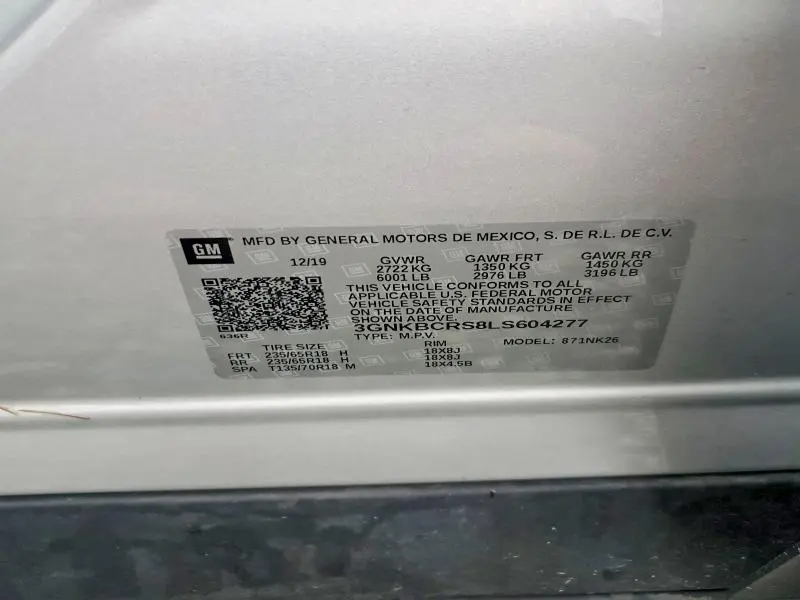 GM MFD BY GENERAL MOTORS DE MEXICO, S. DE R.L. DE C.V.
12/19 GVWR GAWR FRT GAWR RR
2722 KG 1350 KG 1450 KG
6001 LB 2976 LB 3196 LB
THIS VEHICLE CONFORMS TO ALL
APPLICABLE U.S. FEDERAL MOTOR
VEHICLE SAFETY STANDARDS IN EFFECT
ON THE DATE OF MANUFACTURE
SHOWN ABOVE.
3GNKBCRS8LS604277
636R TYPE: M.P.V. MODEL: 871NK26
TIRE SIZE RIM
FRT 235/65R18 H 18X8J
RR 235/65R18 H 18X8J
SPA T135/70R18 M 18X4.5B